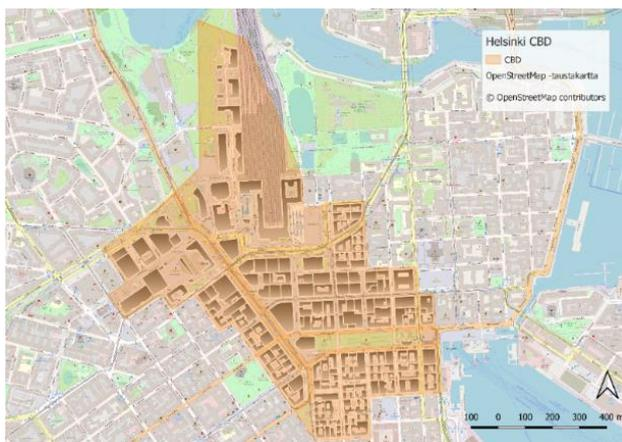 Helsinki CBD
CBD
OpenStreetMap -taustakartta
© OpenStreetMap contributors
100 0 100 200 300 400 m